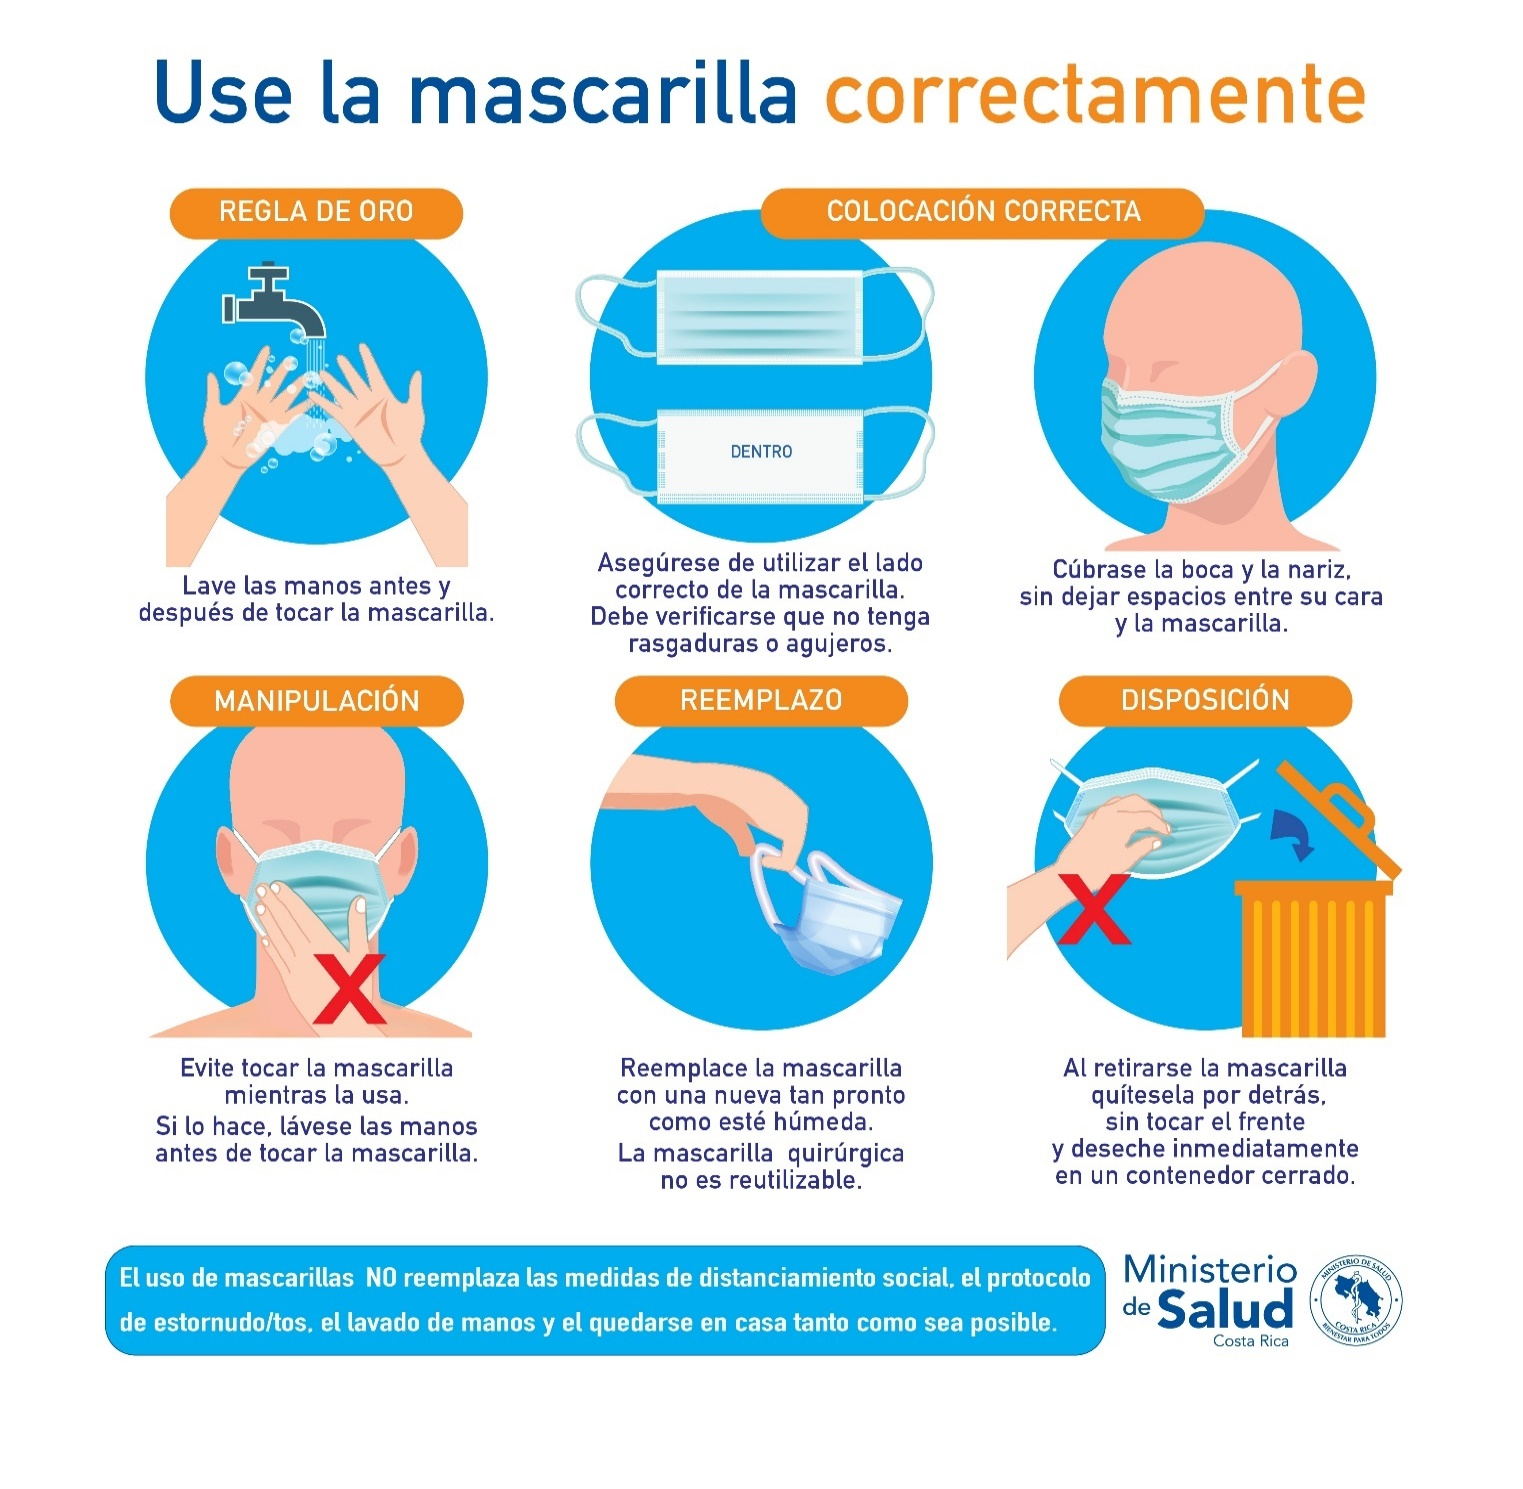 Use la mascarilla correctamente
REGLA DE ORO
Lave las manos antes y
después de tocar la mascarilla.
COLOCACIÓN CORRECTA
DENTRO
Asegúrese de utilizar el lado
correcto de la mascarilla.
Debe verificarse que no tenga
rasgaduras o agujeros.
Cúbrase la boca y la nariz,
sin dejar espacios entre su cara
y la mascarilla.
MANIPULACIÓN
X
Evite tocar la mascarilla
mientras la usa.
Si lo hace, lávese las manos
antes de tocar la mascarilla.
REEMPLAZO
Reemplace la mascarilla
con una nueva tan pronto
como esté húmeda.
La mascarilla quirúrgica
no es reutilizable.
DISPOSICIÓN
X
Al retirarse la mascarilla
quítesela por detrás,
sin tocar el frente
y deseche inmediatamente
en un contenedor cerrado.
El uso de mascarillas NO reemplaza las medidas de distanciamiento social, el protocolo
de estornudo/tos, el lavado de manos y el quedarse en casa tanto como sea posible.
Ministerio
de Salud
Costa Rica
MINISTERIO DE SALUD
COSTA RICA
BIENESTAR PARA TODOS